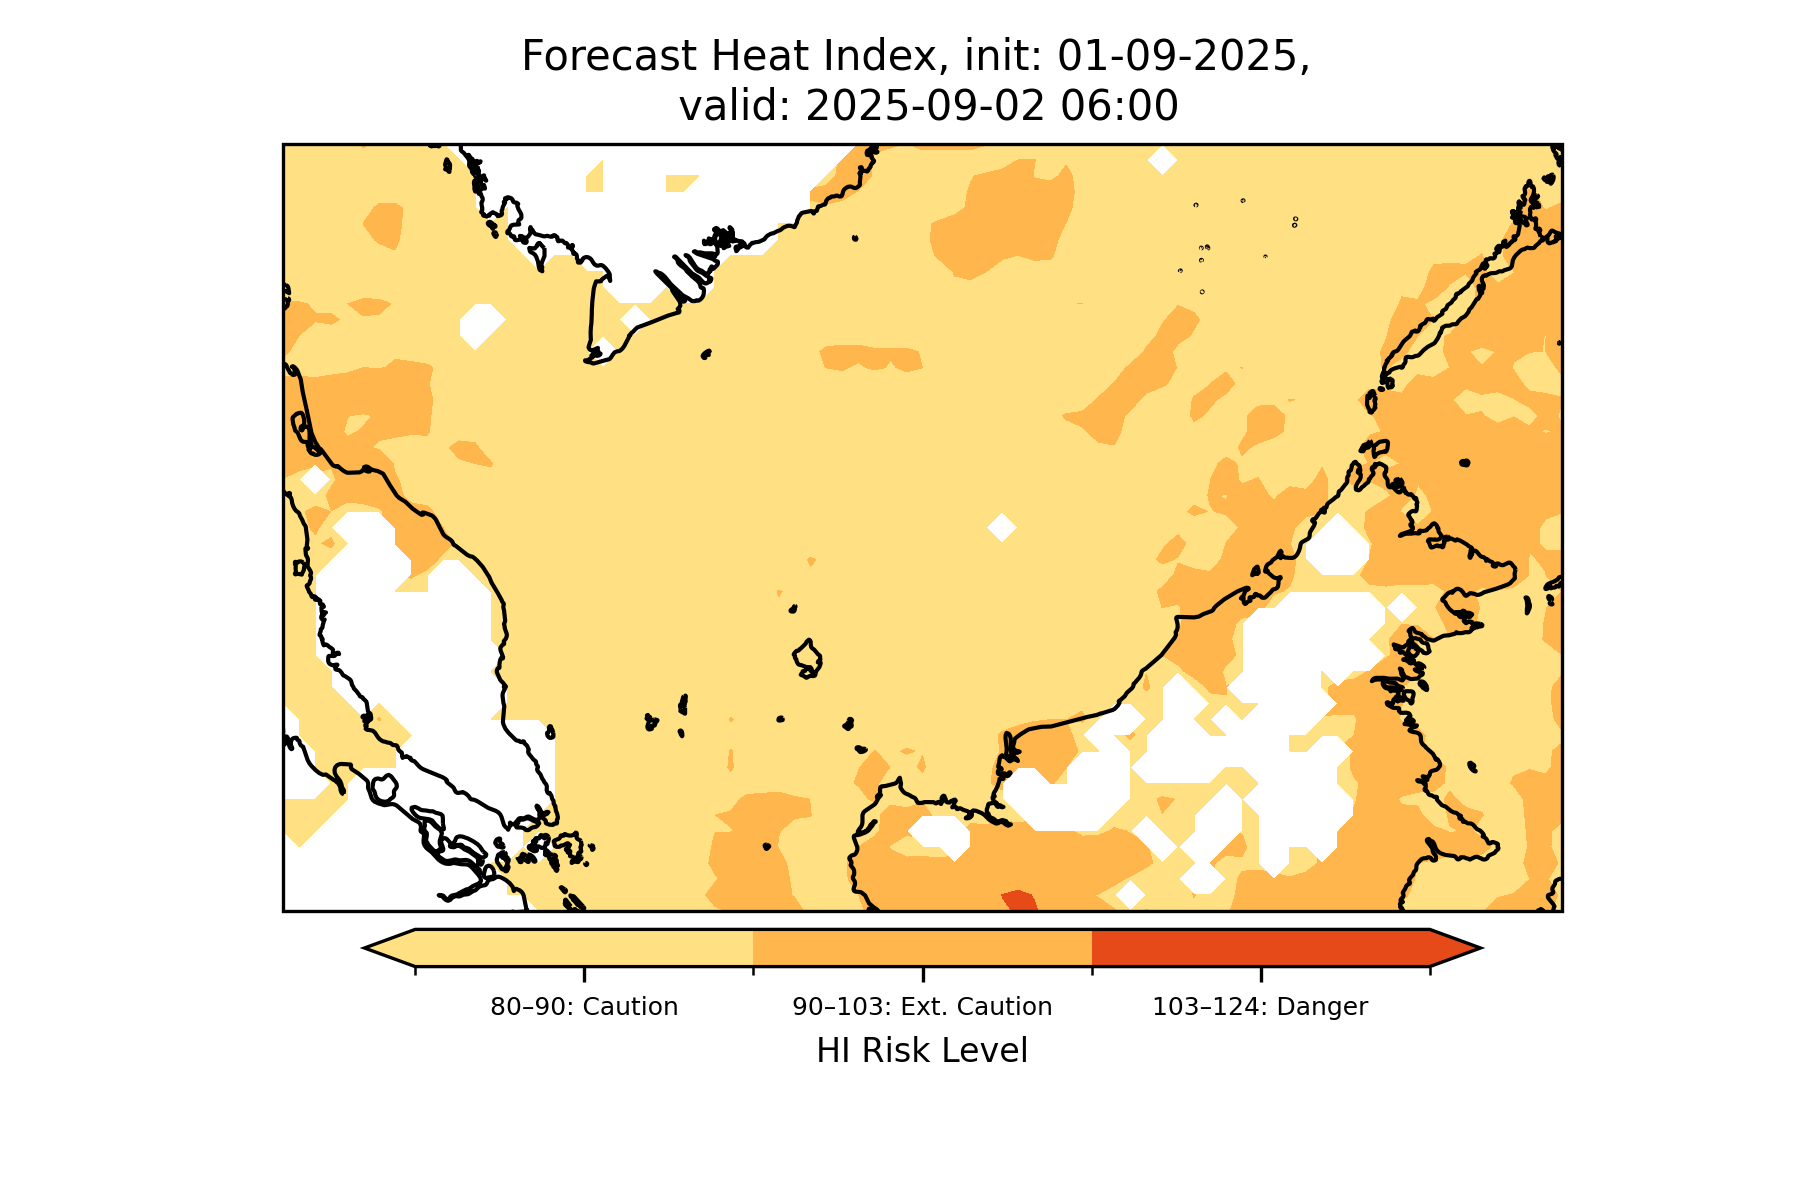 Forecast Heat Index, init: 01-09-2025,
valid: 2025-09-02 06:00
80–90: Caution
90–103: Ext. Caution
103–124: Danger
HI Risk Level